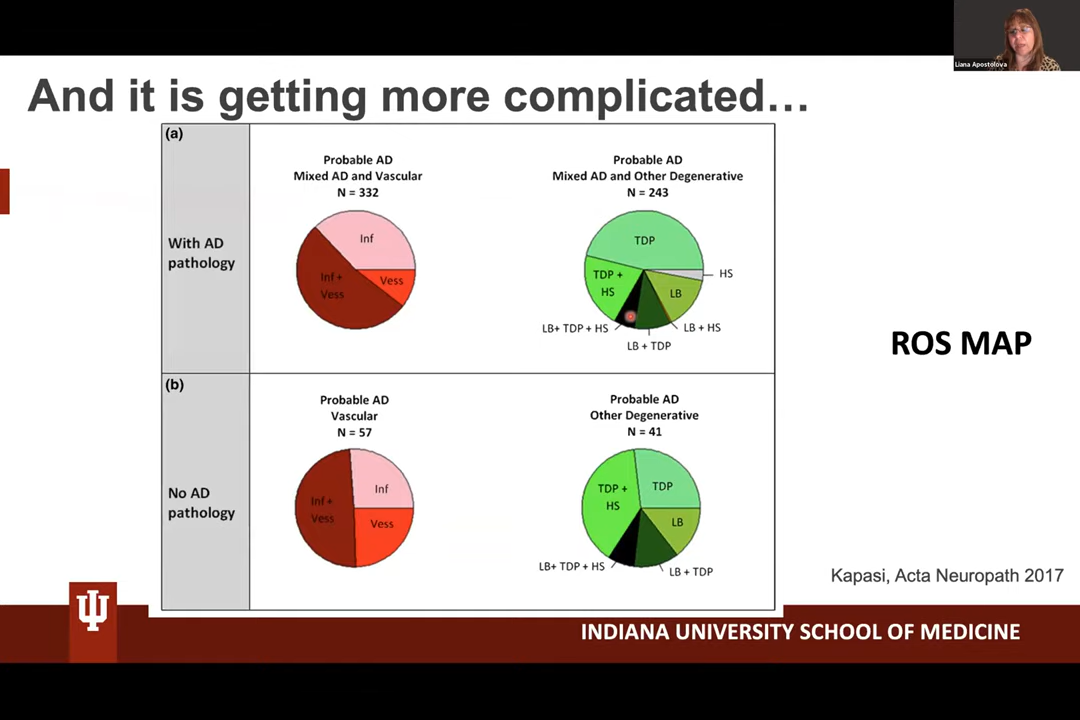 Liana Apostolova
And it is getting more complicated...
(a)
With AD
pathology
Probable AD
Mixed AD and Vascular
N = 332
Inf
Inf +
Vess
Vess
Probable AD
Mixed AD and Other Degenerative
N = 243
TDP
TDP +
HS
HS
LB
LB+ TDP + HS
LB + HS
LB + TDP
ROS MAP
(b)
No AD
pathology
Probable AD
Vascular
N = 57
Inf
Inf +
Vess
Vess
Probable AD
Other Degenerative
N = 41
TDP +
HS
TDP
LB
LB+ TDP + HS
LB + TDP
Kapasi, Acta Neuropath 2017
INDIANA UNIVERSITY SCHOOL OF MEDICINE